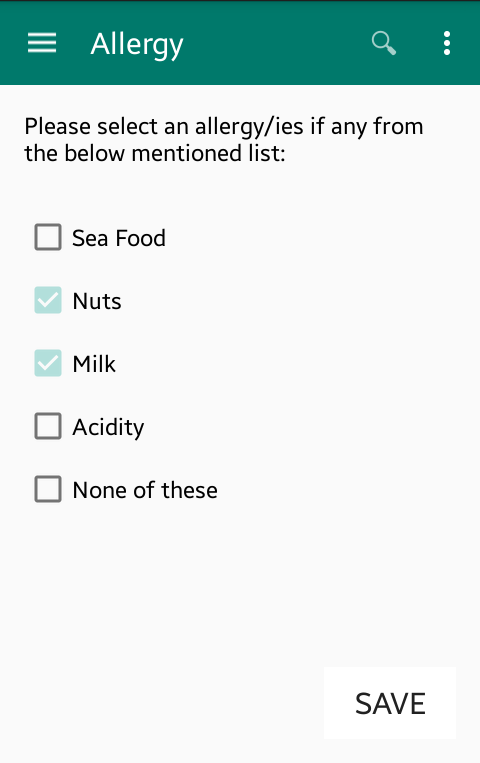 Allergy
Please select an allergy/ies if any from
the below mentioned list:
Sea Food
Nuts
Milk
Acidity
None of these
SAVE